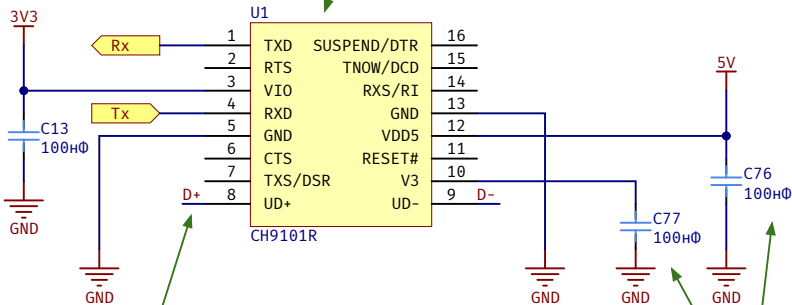 U1
3V3
Rx
1 TXD SUSPEND/DTR 16
2 RTS TNOW/DCD 15
3 VIO RXS/RI 14
5V
Tx
4 RXD GND 13
5 GND VDD5 12
C13
100нФ
6 CTS RESET# 11
7 TXS/DSR V3 10
C76
100нФ
D+ 8 UD+ UD- 9 D-
GND
C77
100нФ
CH9101R
GND
GND
GND
GND